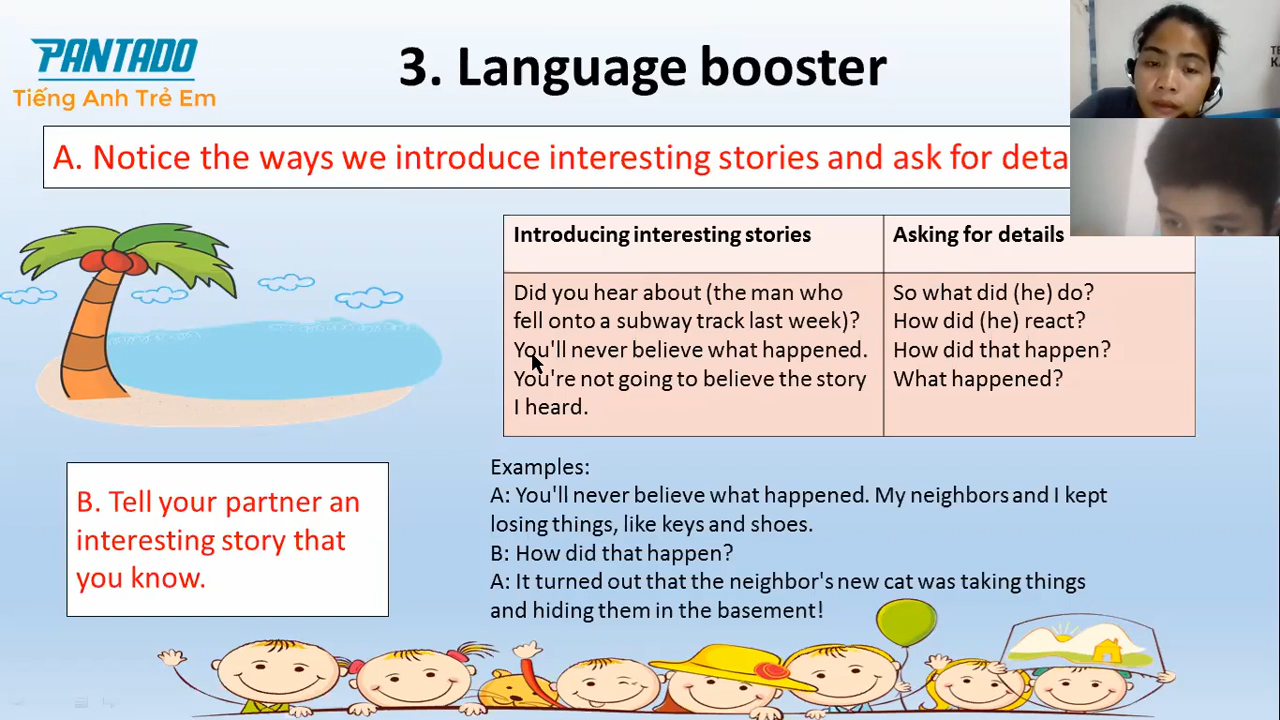 PANTADO
Tiếng Anh Trẻ Em
3. Language booster
A. Notice the ways we introduce interesting stories and ask for
Introducing interesting stories
Asking for details
Did you hear about (the man who
fell onto a subway track last week)?
You'll never believe what happened.
You're not going to believe the story
I heard.
So what did (he) do?
How did (he) react?
How did that happen?
What happened?
B. Tell your partner an
interesting story that
you know.
Examples:
A: You'll never believe what happened. My neighbors and I kept
losing things, like keys and shoes.
B: How did that happen?
A: It turned out that the neighbor's new cat was taking things
and hiding them in the basement!